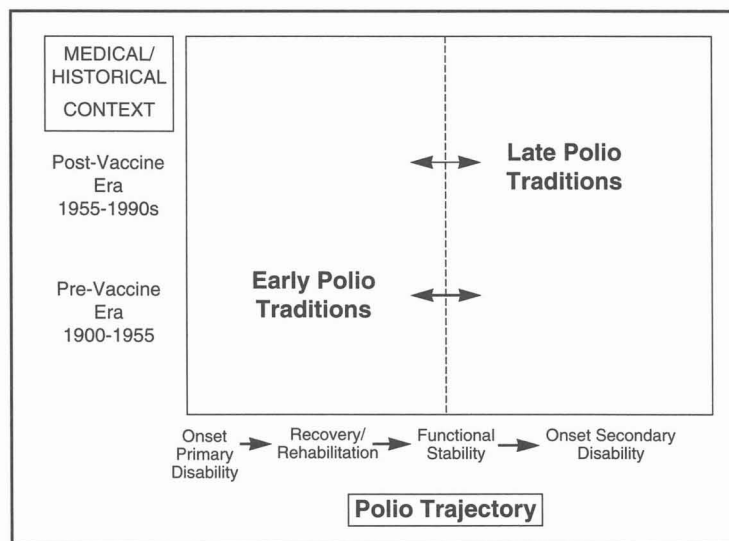 MEDICAL/
HISTORICAL
CONTEXT
Post-Vaccine
Era
1955-1990s
Late Polio
Traditions
Pre-Vaccine
Era
1900-1955
Early Polio
Traditions
Onset
Primary
Disability
Recovery/
Rehabilitation
Functional
Stability
Onset Secondary
Disability
Polio Trajectory